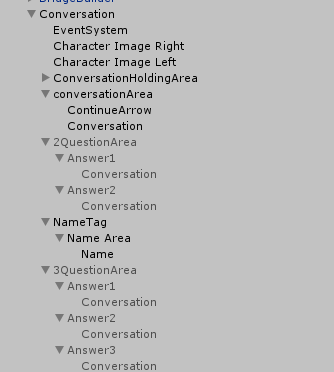 BridgeBuilder
Conversation
EventSystem
Character Image Right
Character Image Left
ConversationHoldingArea
conversationArea
ContinueArrow
Conversation
2QuestionArea
Answer1
Conversation
Answer2
Conversation
NameTag
Name Area
Name
3QuestionArea
Answer1
Conversation
Answer2
Conversation
Answer3
Conversation